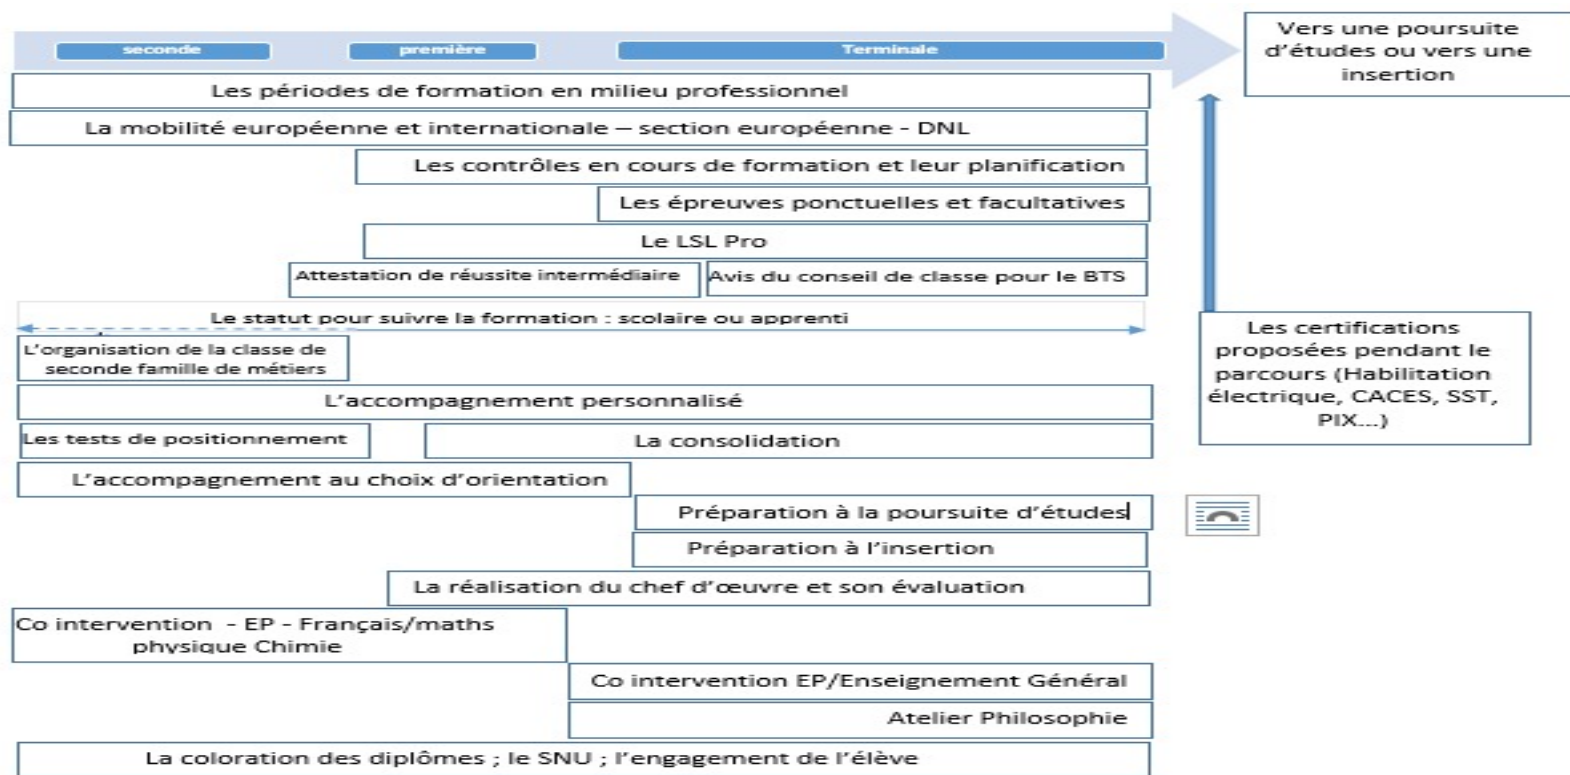 seconde
première
Terminale
Vers une poursuite
d’études ou vers une
insertion
Les périodes de formation en milieu professionnel
La mobilité européenne et internationale – section européenne - DNL
Les contrôles en cours de formation et leur planification
Les épreuves ponctuelles et facultatives
Le LSL Pro
Attestation de réussite intermédiaire
Avis du conseil de classe pour le BTS
Le statut pour suivre la formation : scolaire ou apprenti
Les certifications
proposées pendant le
parcours (Habilitation
électrique, CACES, SST,
PIX...)
L’organisation de la classe de
seconde famille de métiers
L’accompagnement personnalisé
Les tests de positionnement
La consolidation
L’accompagnement au choix d’orientation
Préparation à la poursuite d’études
Préparation à l’insertion
La réalisation du chef d’œuvre et son évaluation
Co intervention - EP - Français/maths
physique Chimie
Co intervention EP/Enseignement Général
Atelier Philosophie
La coloration des diplômes ; le SNU ; l’engagement de l’élève